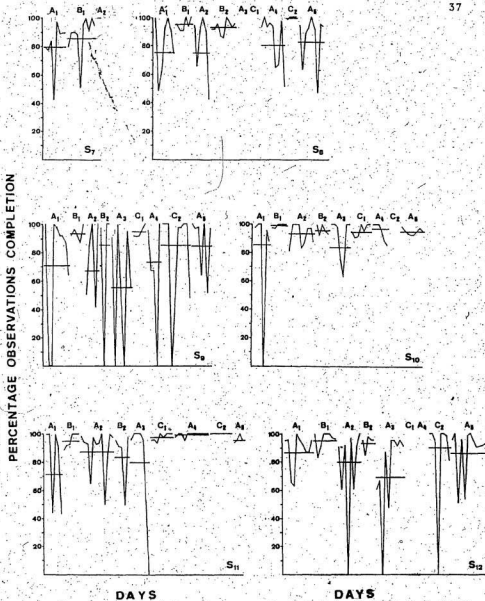 37
A₁ B₁ A₂
100
80
60
40
20
S₇
A₁ B₁ A₂ B₂ A₃ C₁ A₄ C₂ A₅
100
80
60
40
20
S₈
PERCENTAGE OBSERVATIONS COMPLETION
A₁ B₁ A₂ B₂ A₃ C₁ A₄ C₂ A₅
100
80
60
40
20
S₉
A₁ B₁ A₂ B₂ A₃ C₁ A₄ C₂ A₅
100
80
60
40
20
S₁₀
A₁ B₁ A₂ B₂ A₃ C₁ A₄ C₂ A₅
100
80
60
40
20
S₁₁
A₁ B₁ A₂ B₂ A₃ C₁ A₄ C₂ A₅
100
80
60
40
20
S₁₂
DAYS
DAYS